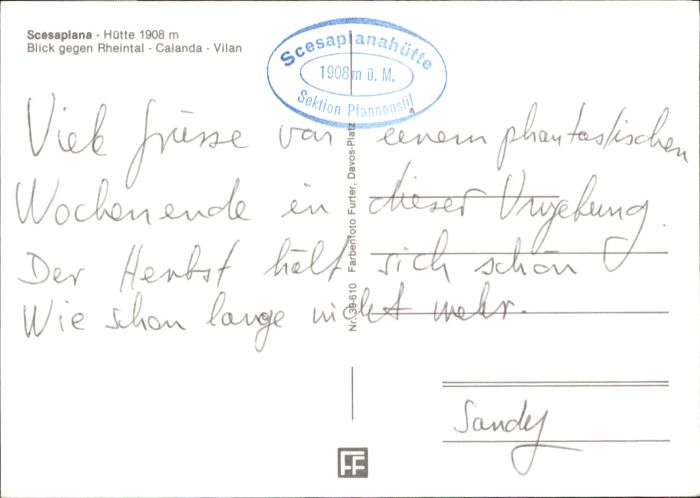 Scesaplana · Hütte 1908 m
Blick gegen Rheintal · Calanda · Vilan
Scesaplanahütte
1908 m ü. M.
Sektion Pfannenstil
Viele grüsse von einem phantastischen
Wochenende in dieser Umgebung.
Der Herbst hält sich schön
Wie schon lange nicht mehr.
Nr. 39-610 Farbenfoto Furter, Davos-Platz
Sandy
FF